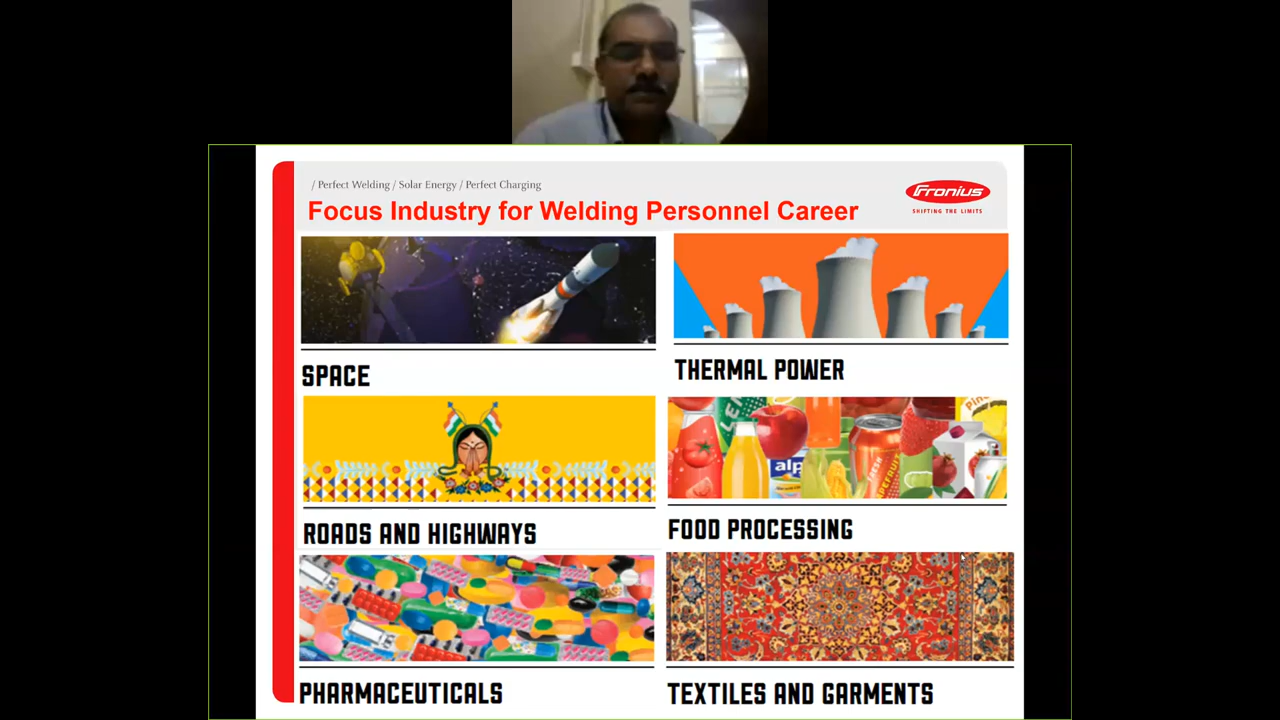 / Perfect Welding / Solar Energy / Perfect Charging
Focus Industry for Welding Personnel Career
Fronius
SHIFTING THE LIMITS
SPACE
THERMAL POWER
alp
ROADS AND HIGHWAYS
FOOD PROCESSING
PHARMACEUTICALS
TEXTILES AND GARMENTS